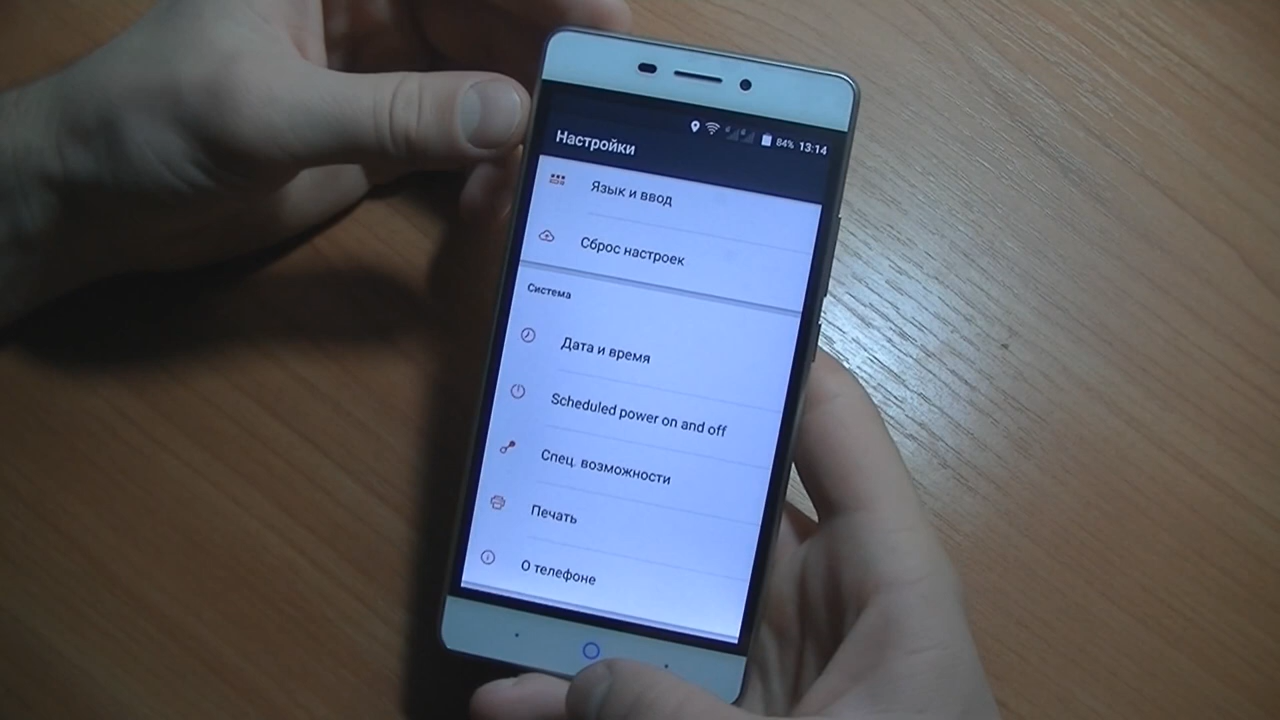 84% 13:14
Настройки
Язык и ввод
Сброс настроек
Система
Дата и время
Scheduled power on and off
Спец. возможности
Печать
О телефоне